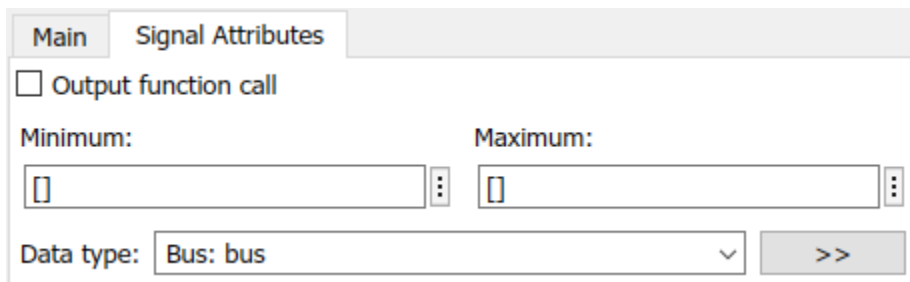 Main Signal Attributes
Output function call
Minimum: Maximum:
[] []
Data type: Bus: bus >>